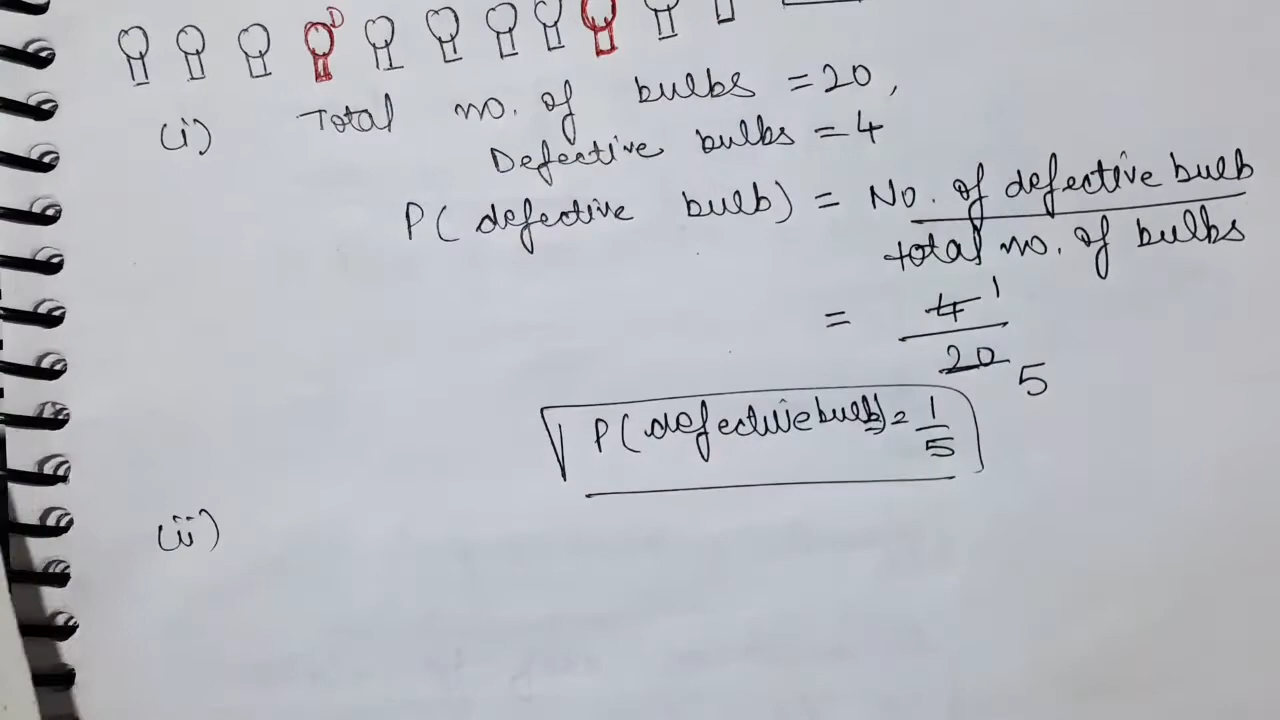 D
(i) Total no. of bulbs = 20,
Defective bulbs = 4
P( defective bulb) = No. of defective bulb
total no. of bulbs
= 4 1
20 5
P( defective bulb) = 1
5
(ii)